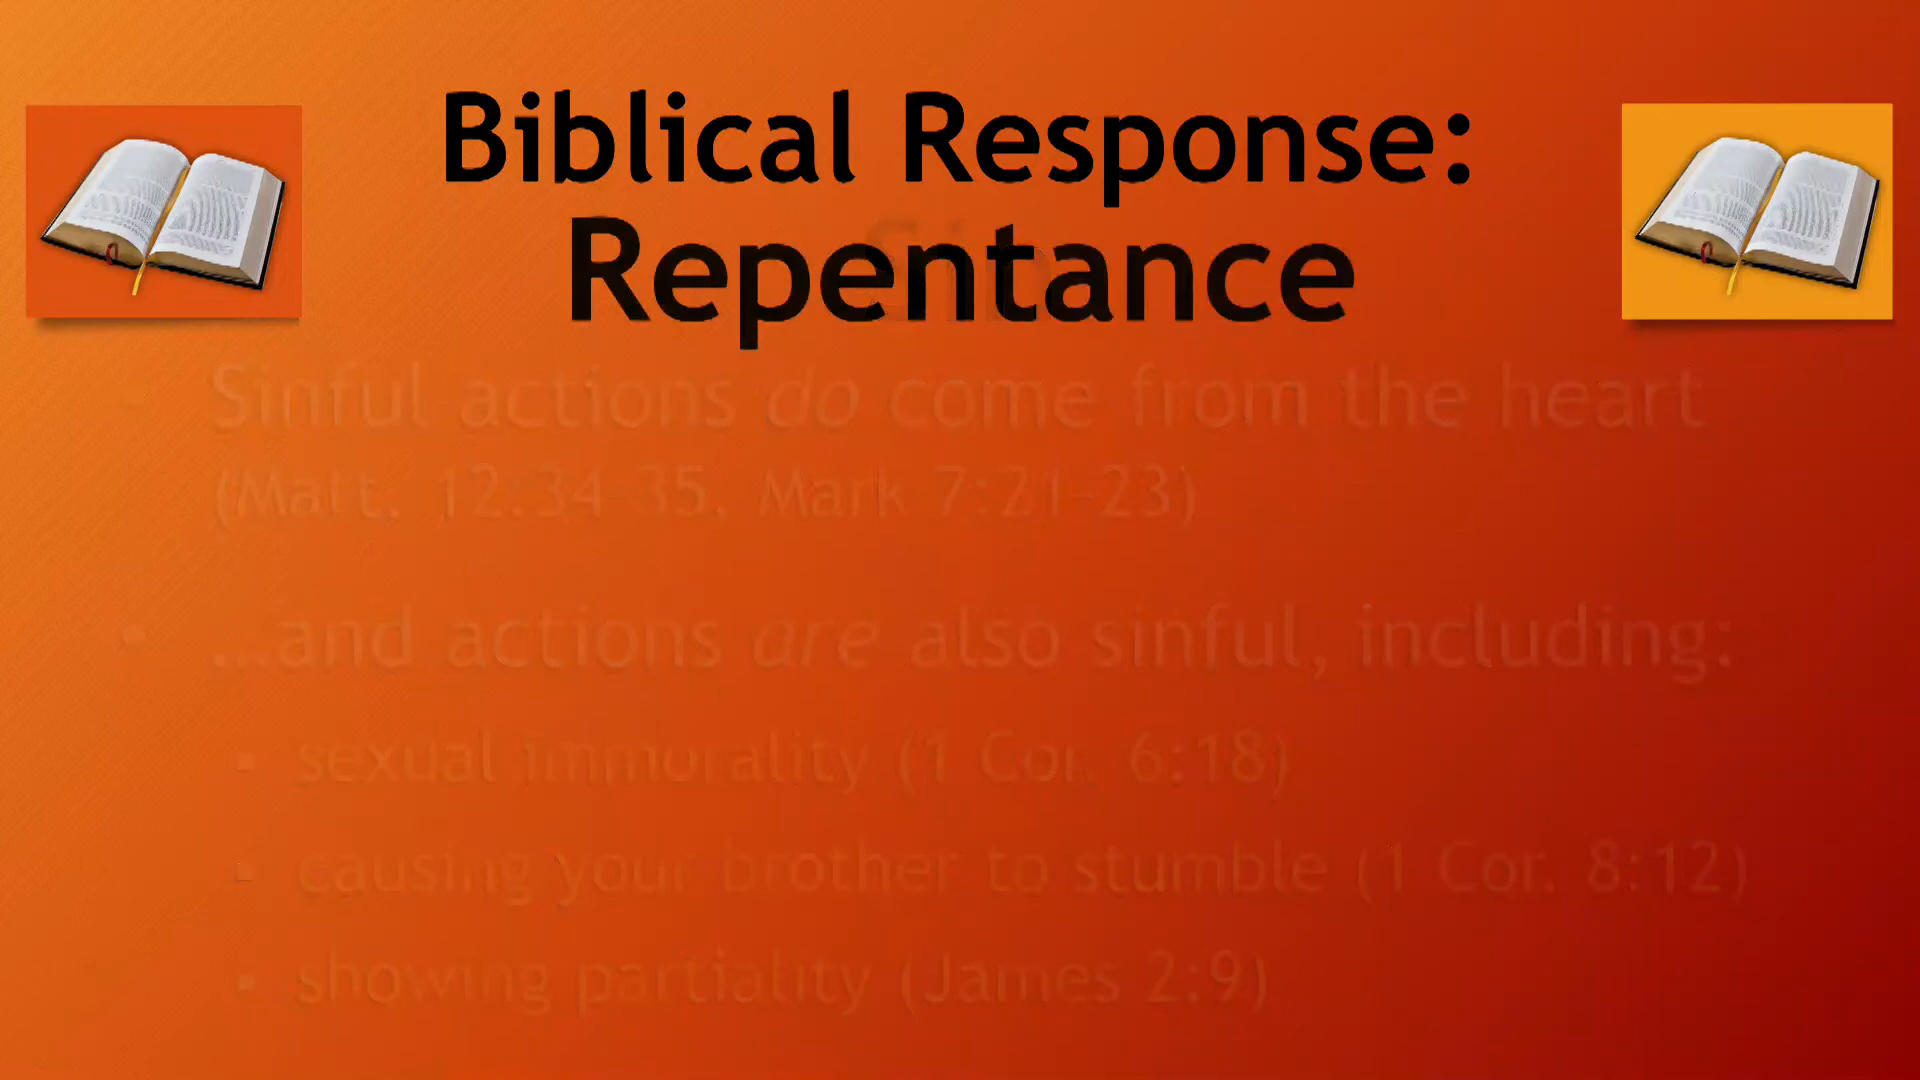 Biblical Response:
Repentance
Sin
Sinful actions do come from the heart
(Matt. 12:34-35, Mark 7:21-23)
• …and actions are also sinful, including:
▪ sexual immorality (1 Cor. 6:18)
▪ causing your brother to stumble (1 Cor. 8:12)
▪ showing partiality (James 2:9)